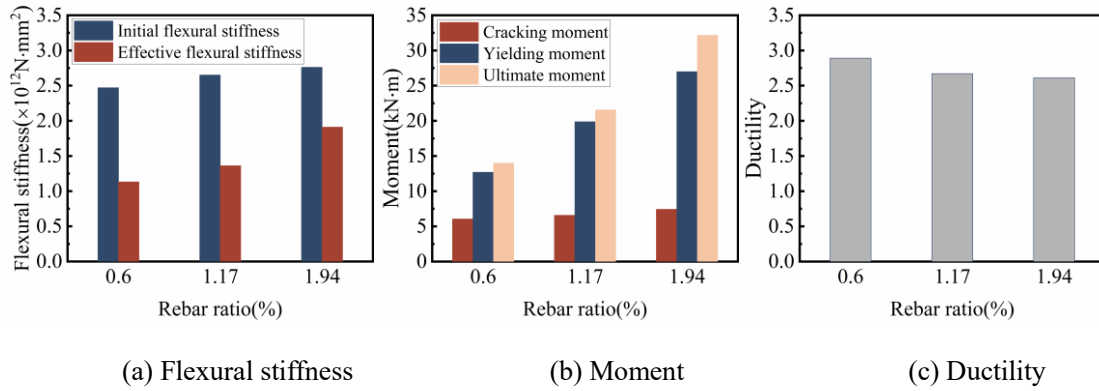 Flexural stiffness(×10¹²N·mm²)
3.5
3.0
2.5
2.0
1.5
1.0
0.5
0.0
Initial flexural stiffness
Effective flexural stiffness
0.6 1.17 1.94
Rebar ratio(%)
Moment(kN·m)
35
30
25
20
15
10
5
0
Cracking moment
Yielding moment
Ultimate moment
0.6 1.17 1.94
Rebar ratio(%)
Ductility
3.5
3.0
2.5
2.0
1.5
1.0
0.5
0.0
0.6 1.17 1.94
Rebar ratio(%)
(a) Flexural stiffness (b) Moment (c) Ductility